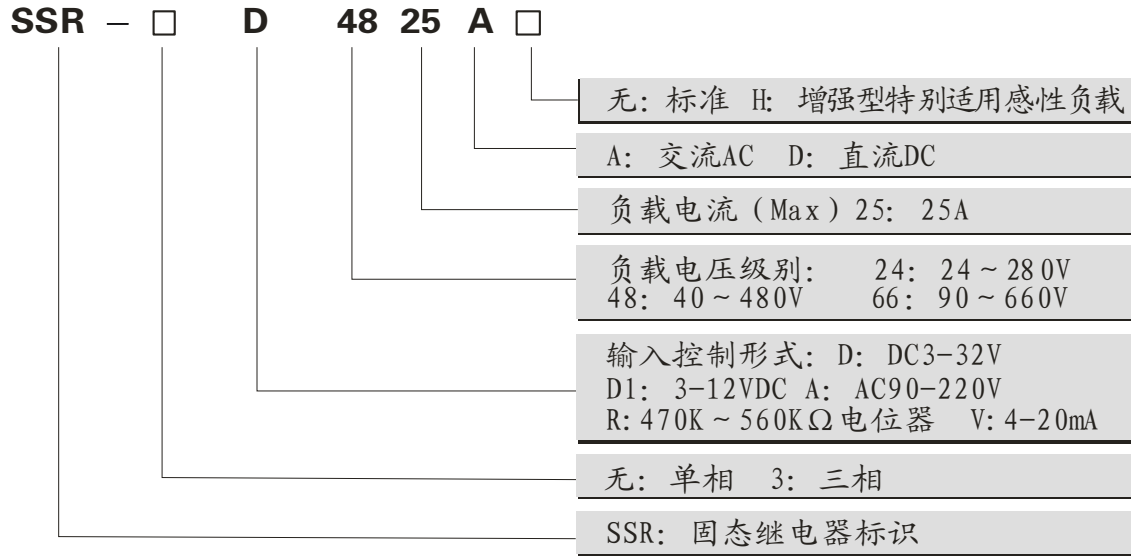 SSR – □ D 48 25 A □
无: 标准 H: 增强型特别适用感性负载
A: 交流AC D: 直流DC
负载电流 (Max) 25: 25A
负载电压级别: 24: 24~280V
48: 40~480V 66: 90~660V
输入控制形式: D: DC3-32V
D1: 3-12VDC A: AC90-220V
R: 470K~560KΩ电位器 V: 4-20mA
无: 单相 3: 三相
SSR: 固态继电器标识